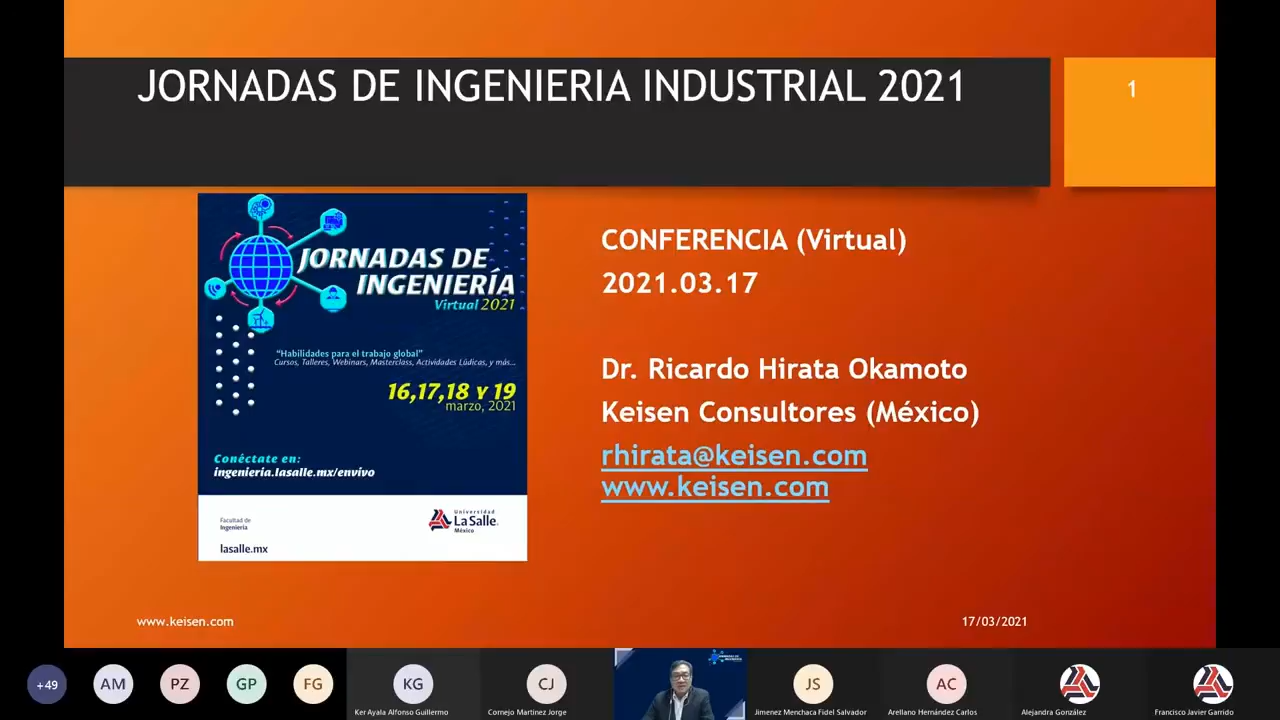 JORNADAS DE INGENIERIA INDUSTRIAL 2021
1
JORNADAS DE
INGENIERÍA
Virtual 2021
“Habilidades para el trabajo global”
Cursos, Talleres, Webinars, Masterclass, Actividades Lúdicas, y más...
16,17,18 Y 19
marzo, 2021
Conéctate en:
ingenieria.lasalle.mx/envivo
Facultad de
Ingeniería
Universidad
La Salle
México
lasalle.mx
CONFERENCIA (Virtual)
2021.03.17
Dr. Ricardo Hirata Okamoto
Keisen Consultores (México)
rhirata@keisen.com
www.keisen.com
www.keisen.com
17/03/2021
+49
AM
PZ
GP
FG
KG
Ker Ayala Alfonso Guillermo
CJ
Cornejo Martinez Jorge
JORNADAS DE
INGENIERÍA
JS
Jimenez Menchaca Fidel Salvador
AC
Arellano Hernández Carlos
Alejandra González
Francisco Javier Garrido